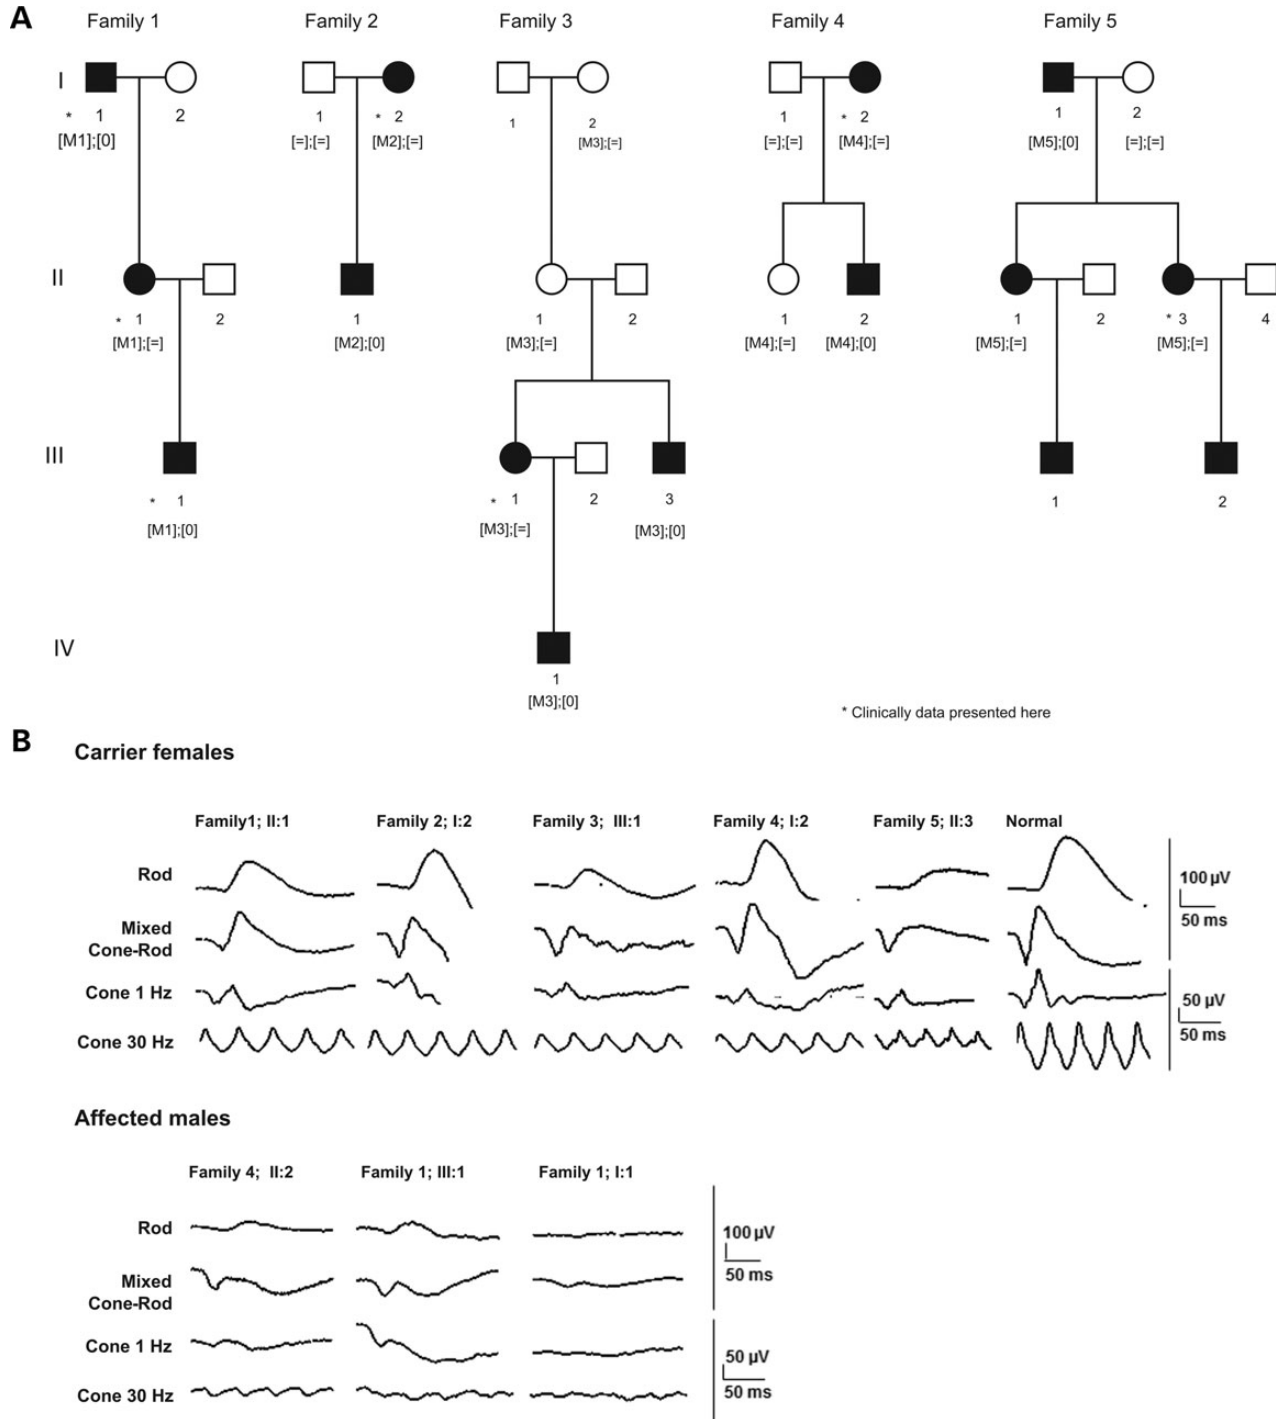 A
Family 1 Family 2 Family 3 Family 4 Family 5
I
* 1 2 1 * 2 1 2 1 * 2 1 2
[M1];[0] [=];[=] [M2];[=] [M3];[=] [=];[=] [M4];[=] [M5];[0] [=];[=]
II
* 1 2 1 1 2 1 2 1 2 * 3 4
[M1];[=] [M2];[0] [M3];[=] [M4];[=] [M4];[0] [M5];[=] [M5];[=]
III
* 1 * 1 2 3 1 2
[M1];[0] [M3];[=] [M3];[0]
IV
1
[M3];[0]
* Clinically data presented here
B
Carrier females
Family1; II:1 Family 2; I:2 Family 3; III:1 Family 4; I:2 Family 5; II:3 Normal
Rod
100 µV
50 ms
Mixed
Cone-Rod
Cone 1 Hz
50 µV
50 ms
Cone 30 Hz
Affected males
Family 4; II:2 Family 1; III:1 Family 1; I:1
Rod
100 µV
50 ms
Mixed
Cone-Rod
Cone 1 Hz
50 µV
50 ms
Cone 30 Hz